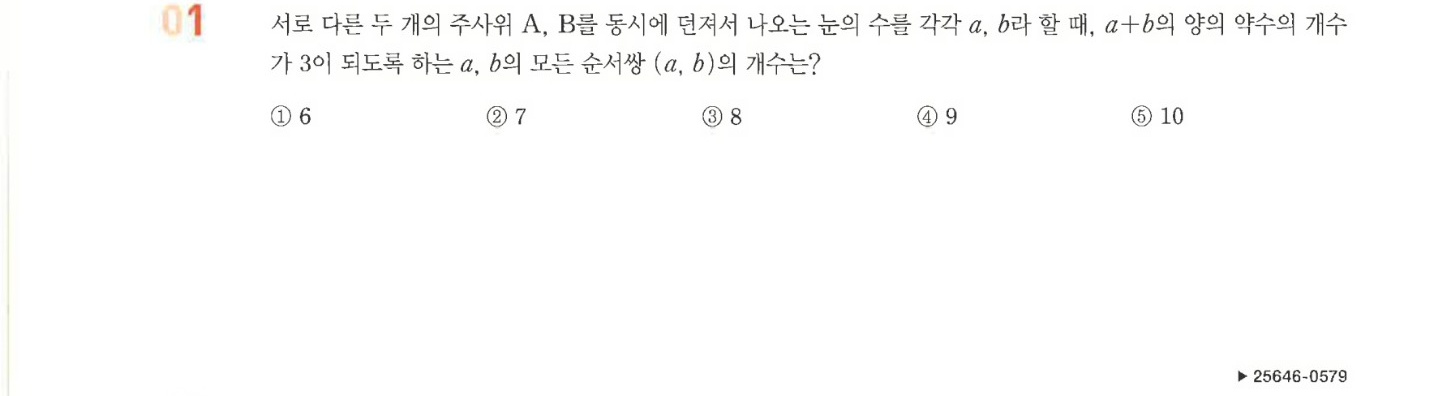 01
서로 다른 두 개의 주사위 A, B를 동시에 던져서 나오는 눈의 수를 각각 a, b라 할 때, a+b의 양의 약수의 개수
가 3이 되도록 하는 a, b의 모든 순서쌍 (a, b)의 개수는?
① 6 ② 7 ③ 8 ④ 9 ⑤ 10
▶ 25646-0579